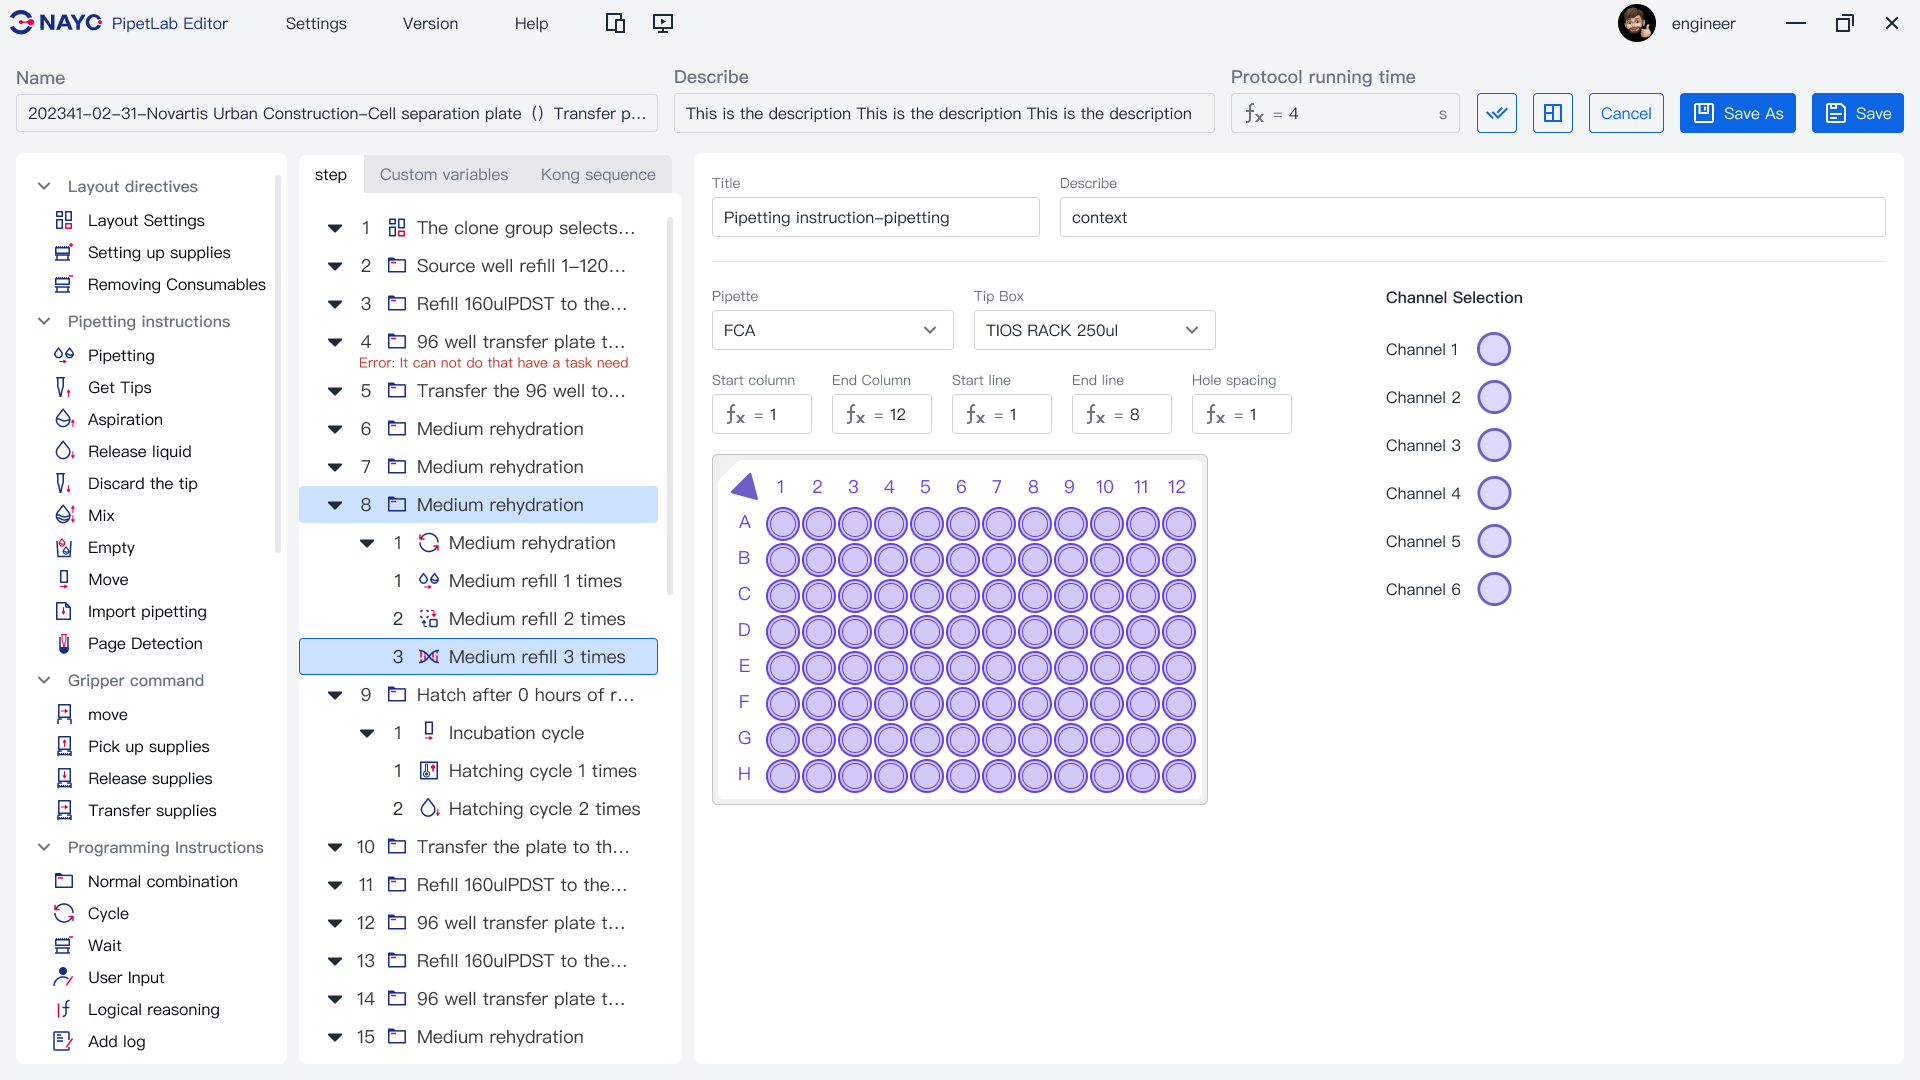 NAYC PipetLab Editor Settings Version Help engineer
Name
202341-02-31-Novartis Urban Construction-Cell separation plate () Transfer p...
Describe
This is the description This is the description This is the description
Protocol running time
fx = 4 s
Cancel
Save As
Save
Layout directives
Layout Settings
Setting up supplies
Removing Consumables
Pipetting instructions
Pipetting
Get Tips
Aspiration
Release liquid
Discard the tip
Mix
Empty
Move
Import pipetting
Page Detection
Gripper command
move
Pick up supplies
Release supplies
Transfer supplies
Programming Instructions
Normal combination
Cycle
Wait
User Input
Logical reasoning
Add log
step Custom variables Kong sequence
1 The clone group selects...
2 Source well refill 1-120...
3 Refill 160ulPDST to the...
4 96 well transfer plate t...
Error: It can not do that have a task need
5 Transfer the 96 well to...
6 Medium rehydration
7 Medium rehydration
8 Medium rehydration
1 Medium rehydration
1 Medium refill 1 times
2 Medium refill 2 times
3 Medium refill 3 times
9 Hatch after 0 hours of r...
1 Incubation cycle
1 Hatching cycle 1 times
2 Hatching cycle 2 times
10 Transfer the plate to th...
11 Refill 160ulPDST to the...
12 96 well transfer plate t...
13 Refill 160ulPDST to the...
14 96 well transfer plate t...
15 Medium rehydration
Title
Pipetting instruction-pipetting
Describe
context
Pipette
FCA
Tip Box
TIOS RACK 250ul
Start column
fx = 1
End Column
fx = 12
Start line
fx = 1
End line
fx = 8
Hole spacing
fx = 1
1 2 3 4 5 6 7 8 9 10 11 12
A
B
C
D
E
F
G
H
Channel Selection
Channel 1
Channel 2
Channel 3
Channel 4
Channel 5
Channel 6